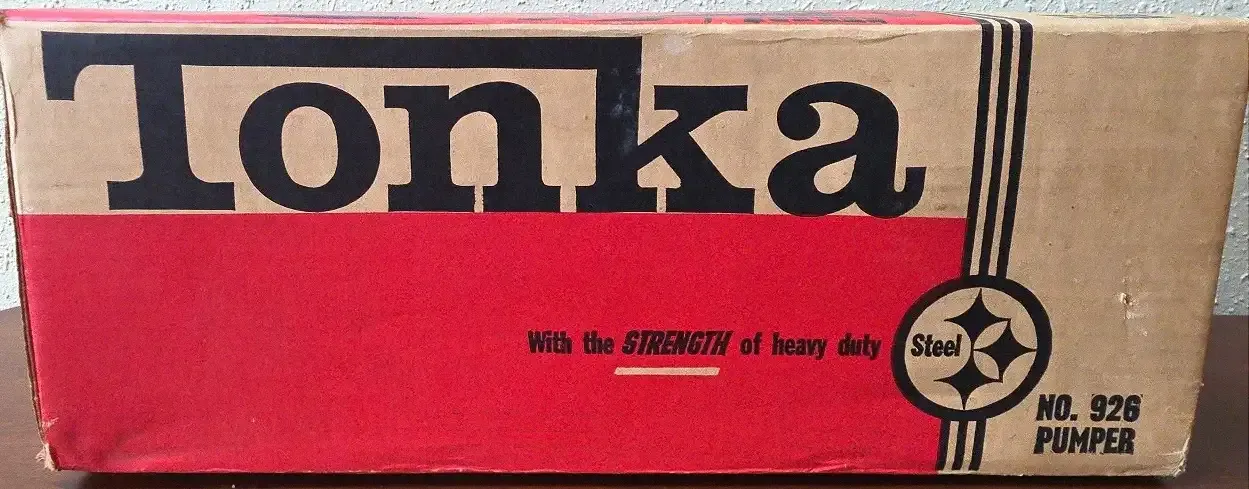 Tonka
With the STRENGTH of heavy duty Steel
NO. 926
PUMPER